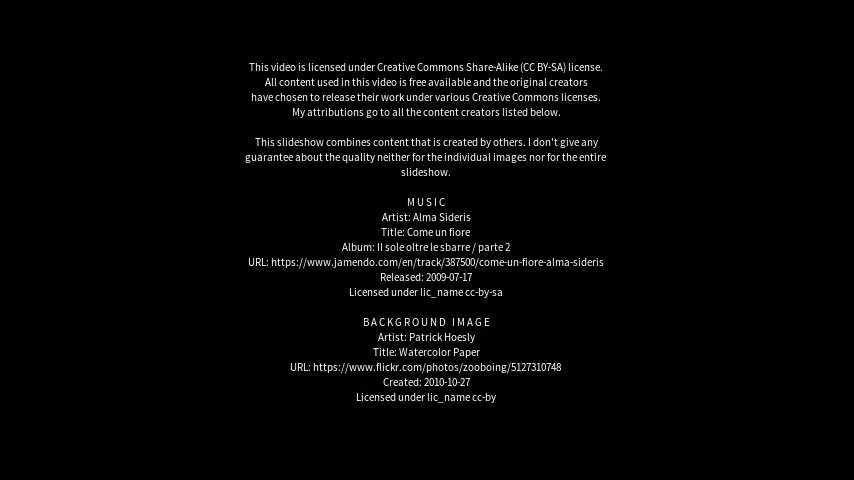 This video is licensed under Creative Commons Share-Alike (CC BY-SA) license.
All content used in this video is free available and the original creators
have chosen to release their work under various Creative Commons licenses.
My attributions go to all the content creators listed below.
This slideshow combines content that is created by others. I don't give any
guarantee about the quality neither for the individual images nor for the entire
slideshow.
MUSIC
Artist: Alma Sideris
Title: Come un fiore
Album: Il sole oltre le sbarre / parte 2
URL: https://www.jamendo.com/en/track/387500/come-un-fiore-alma-sideris
Released: 2009-07-17
Licensed under lic_name cc-by-sa
BACKGROUND IMAGE
Artist: Patrick Hoesly
Title: Watercolor Paper
URL: https://www.flickr.com/photos/zooboing/5127310748
Created: 2010-10-27
Licensed under lic_name cc-by